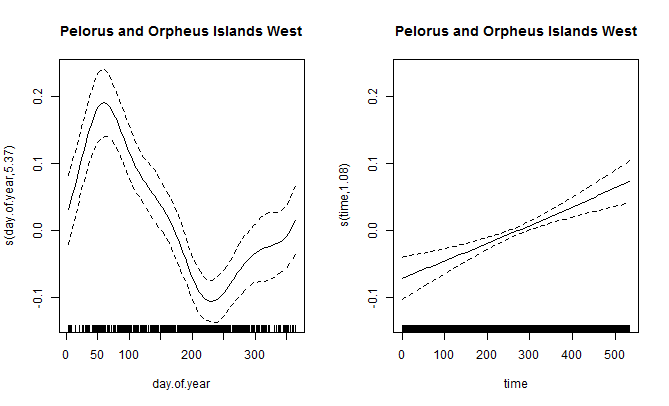 Pelorus and Orpheus Islands West
s(day.of.year,5.37)
0.2
0.1
0.0
-0.1
0 50 100 200 300
day.of.year
Pelorus and Orpheus Islands West
s(time,1.08)
0.2
0.1
0.0
-0.1
0 100 200 300 400 500
time